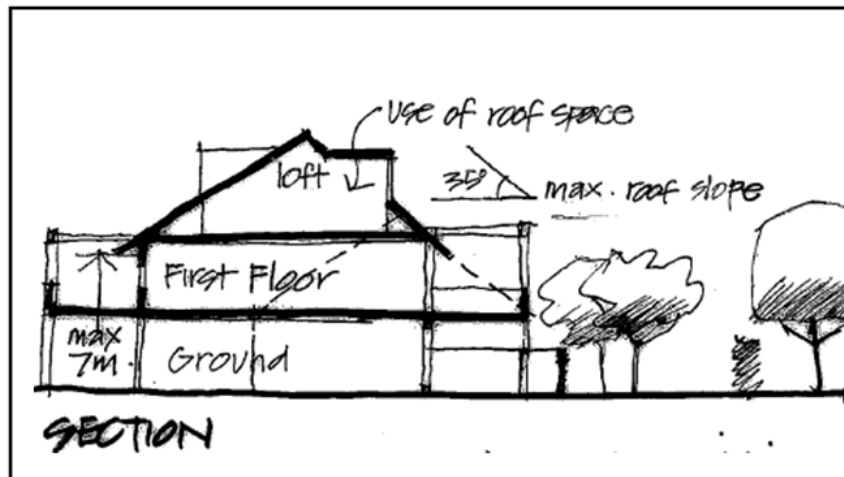 use of roof space
loft
35°
max. roof slope
First Floor
max
7m.
Ground
SECTION